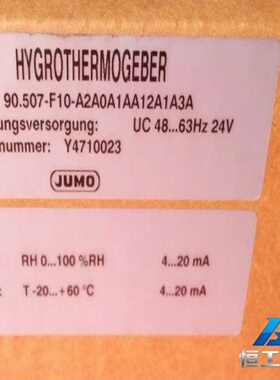 HYGROTHERMOGEBER
90.507-F10-A2A0A1AA12A1A3A
ungsversorgung: UC 48...63Hz 24V
nummer: Y4710023
JUMO
RH 0...100 %RH 4...20 mA
: T -20...+60 °C 4...20 mA
恒工